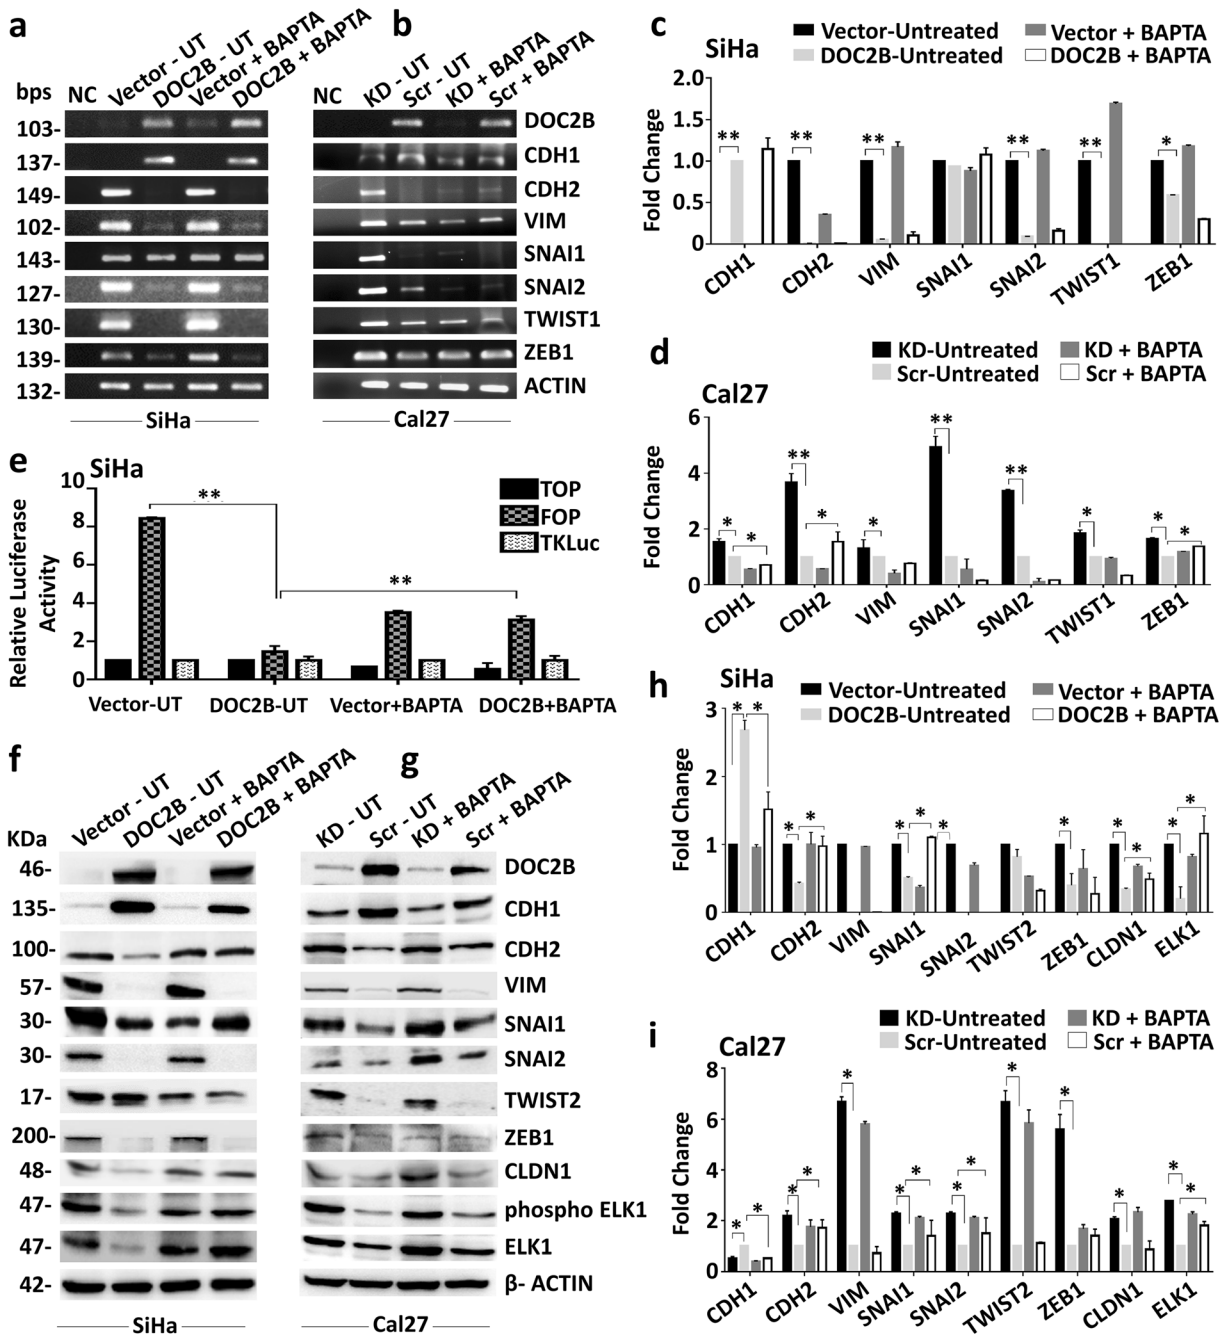 a
bps
NC
Vector - UT
DOC2B - UT
Vector + BAPTA
DOC2B + BAPTA
103-
137-
149-
102-
143-
127-
130-
139-
132-
SiHa
b
NC
KD - UT
Scr - UT
KD + BAPTA
Scr + BAPTA
DOC2B
CDH1
CDH2
VIM
SNAI1
SNAI2
TWIST1
ZEB1
ACTIN
Cal27
c
SiHa
Vector-Untreated
DOC2B-Untreated
Vector + BAPTA
DOC2B + BAPTA
Fold Change
2.0
1.5
1.0
0.5
0
** ** ** ** ** *
CDH1 CDH2 VIM SNAI1 SNAI2 TWIST1 ZEB1
d
Cal27
KD-Untreated
Scr-Untreated
KD + BAPTA
Scr + BAPTA
Fold Change
6
4
2
0
* * ** * * ** ** * * *
CDH1 CDH2 VIM SNAI1 SNAI2 TWIST1 ZEB1
e
SiHa
Relative Luciferase
Activity
10
8
6
4
2
0
**
**
TOP
FOP
TKLuc
Vector-UT DOC2B-UT Vector+BAPTA DOC2B+BAPTA
f
KDa
Vector - UT
DOC2B - UT
Vector + BAPTA
DOC2B + BAPTA
46-
135-
100-
57-
30-
30-
17-
200-
48-
47-
47-
42-
SiHa
g
KD - UT
Scr - UT
KD + BAPTA
Scr + BAPTA
DOC2B
CDH1
CDH2
VIM
SNAI1
SNAI2
TWIST2
ZEB1
CLDN1
phospho ELK1
ELK1
β- ACTIN
Cal27
h
SiHa
Vector-Untreated
DOC2B-Untreated
Vector + BAPTA
DOC2B + BAPTA
Fold Change
3
2
1
0
* * * * * * * * * * * *
CDH1 CDH2 VIM SNAI1 SNAI2 TWIST2 ZEB1 CLDN1 ELK1
i
Cal27
KD-Untreated
Scr-Untreated
KD + BAPTA
Scr + BAPTA
Fold Change
8
6
4
2
0
* * * * * * * * * * * * * *
CDH1 CDH2 VIM SNAI1 SNAI2 TWIST2 ZEB1 CLDN1 ELK1